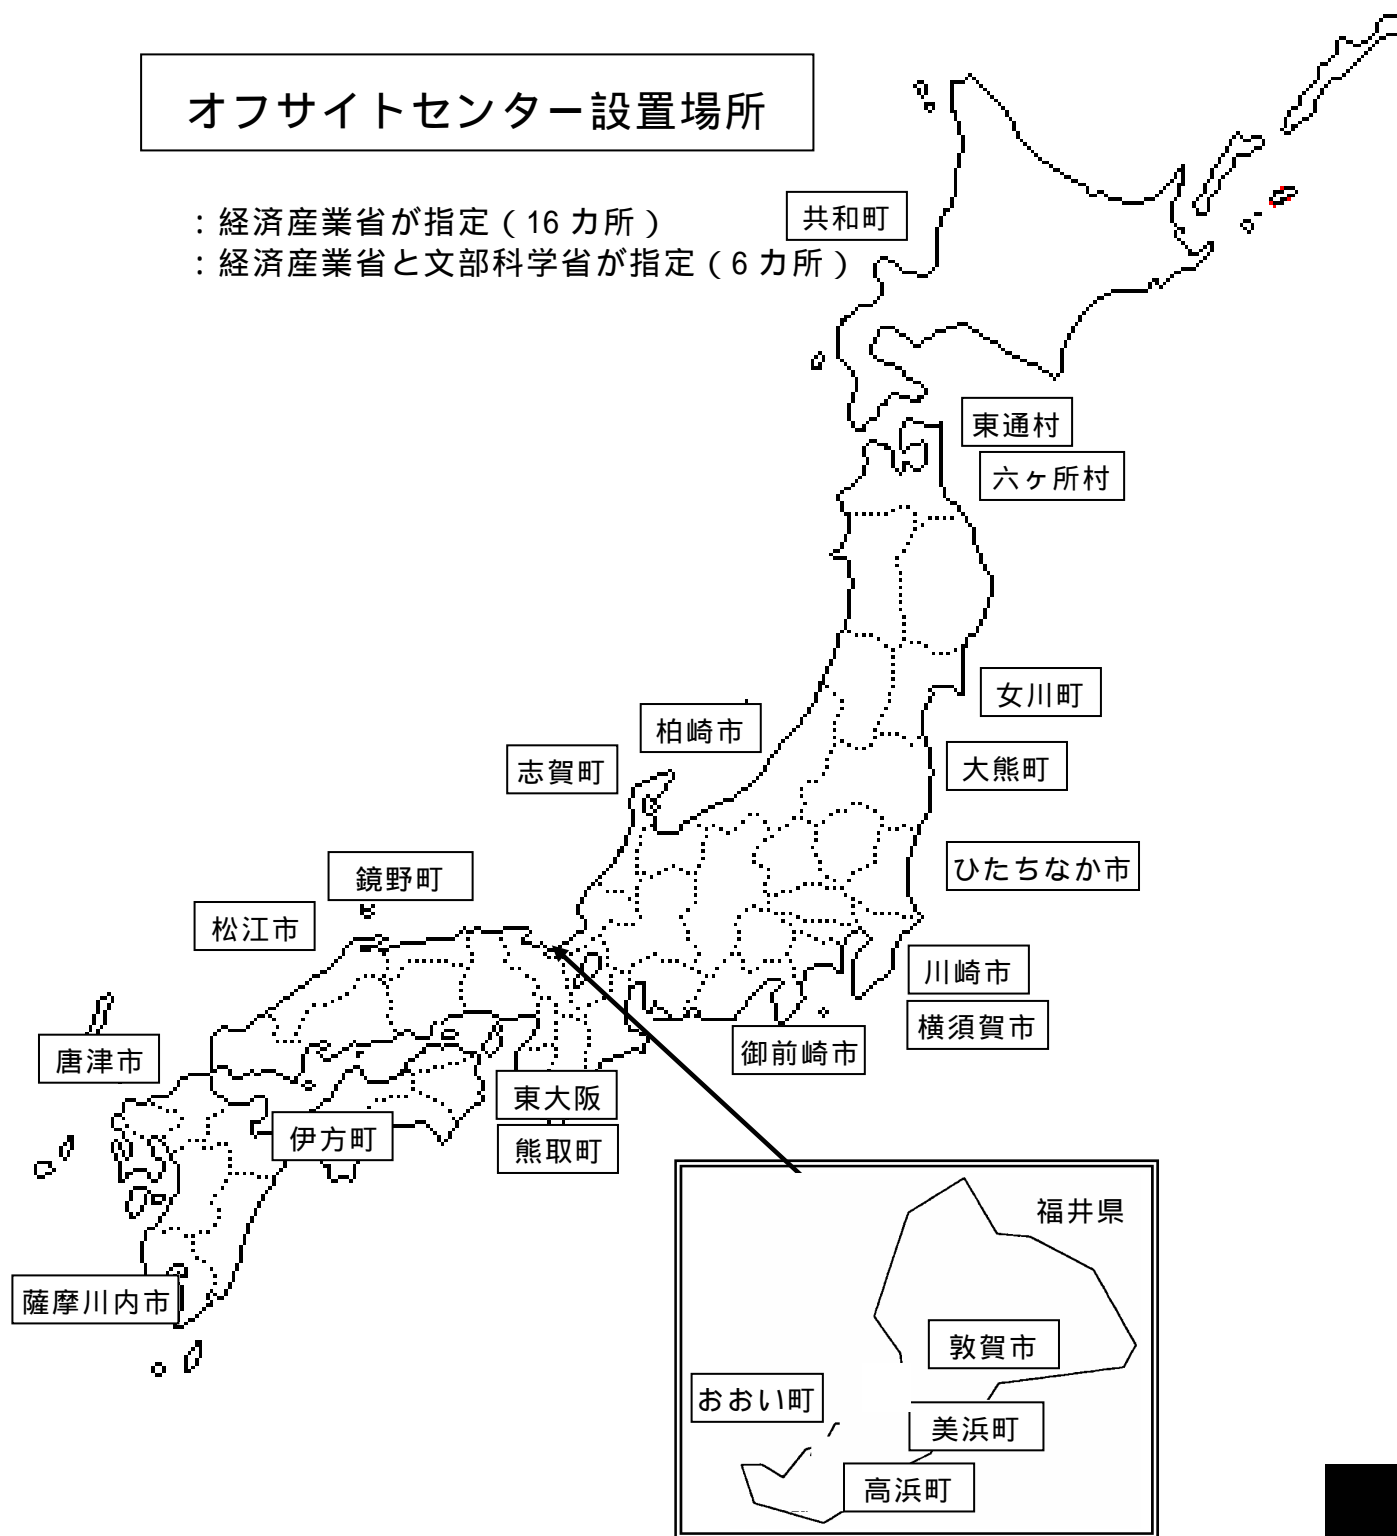 オフサイトセンター設置場所
：経済産業省が指定（16カ所）
：経済産業省と文部科学省が指定（6カ所）
共和町
東通村
六ヶ所村
女川町
柏崎市
志賀町
大熊町
ひたちなか市
鏡野町
松江市
川崎市
横須賀市
御前崎市
唐津市
東大阪
伊方町
熊取町
薩摩川内市
福井県
敦賀市
おおい町
美浜町
高浜町